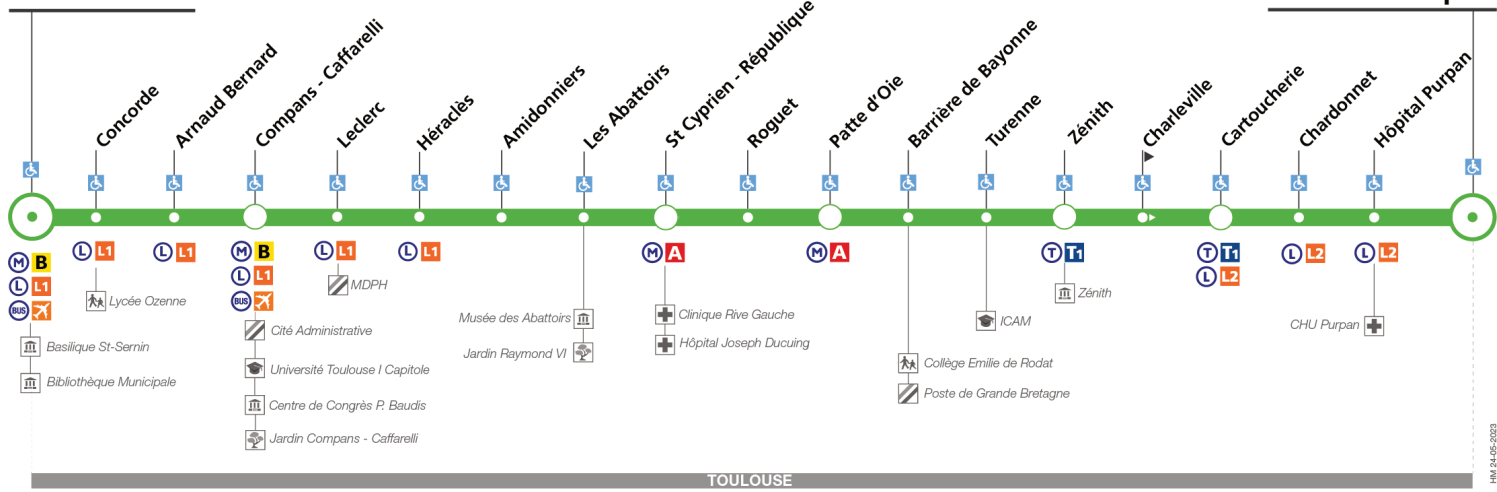 Concorde
Arnaud Bernard
Compans - Caffarelli
Leclerc
Héraclès
Amidonniers
Les Abattoirs
St Cyprien - République
Roguet
Patte d'Oie
Barrière de Bayonne
Turenne
Zénith
Charleville
Cartoucherie
Chardonnet
Hôpital Purpan
M B
L L1
BUS
Basilique St-Sernin
Bibliothèque Municipale
L L1
Lycée Ozenne
L L1
M B
L L1
BUS
Cité Administrative
Université Toulouse I Capitole
Centre de Congrès P. Baudis
Jardin Compans - Caffarelli
L L1
MDPH
L L1
Musée des Abattoirs
Jardin Raymond VI
M A
Clinique Rive Gauche
Hôpital Joseph Ducuing
M A
Collège Emilie de Rodat
Poste de Grande Bretagne
ICAM
T T1
Zénith
T T1
L L2
L L2
L L2
CHU Purpan
TOULOUSE
HM 24-05-2023